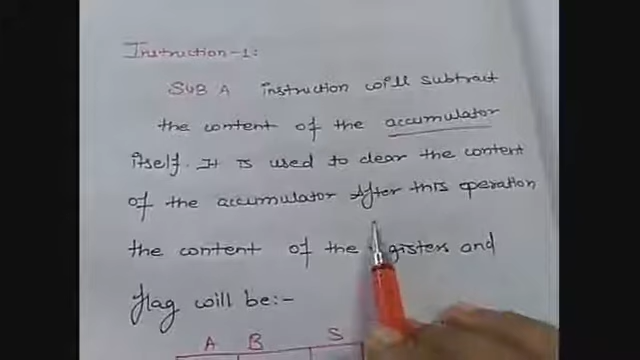 Instruction-1:
SUB A instruction will subtract
the content of the accumulator
itself. It is used to clear the content
of the accumulator After this operation
the content of the gisters and
flag will be:-
A B S